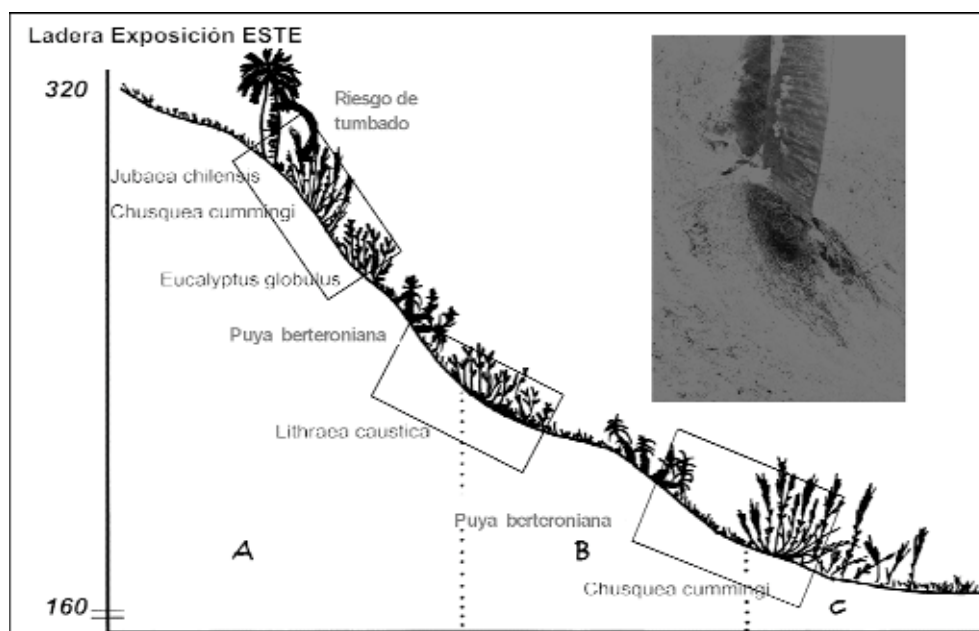 Ladera Exposición ESTE
320
Riesgo de
tumbado
Jubaea chilensis
Chusquea cummingi
Eucalyptus globulus
Puya berteroniana
Lithraea caustica
Puya berteroniana
A
B
Chusquea cummingi
C
160